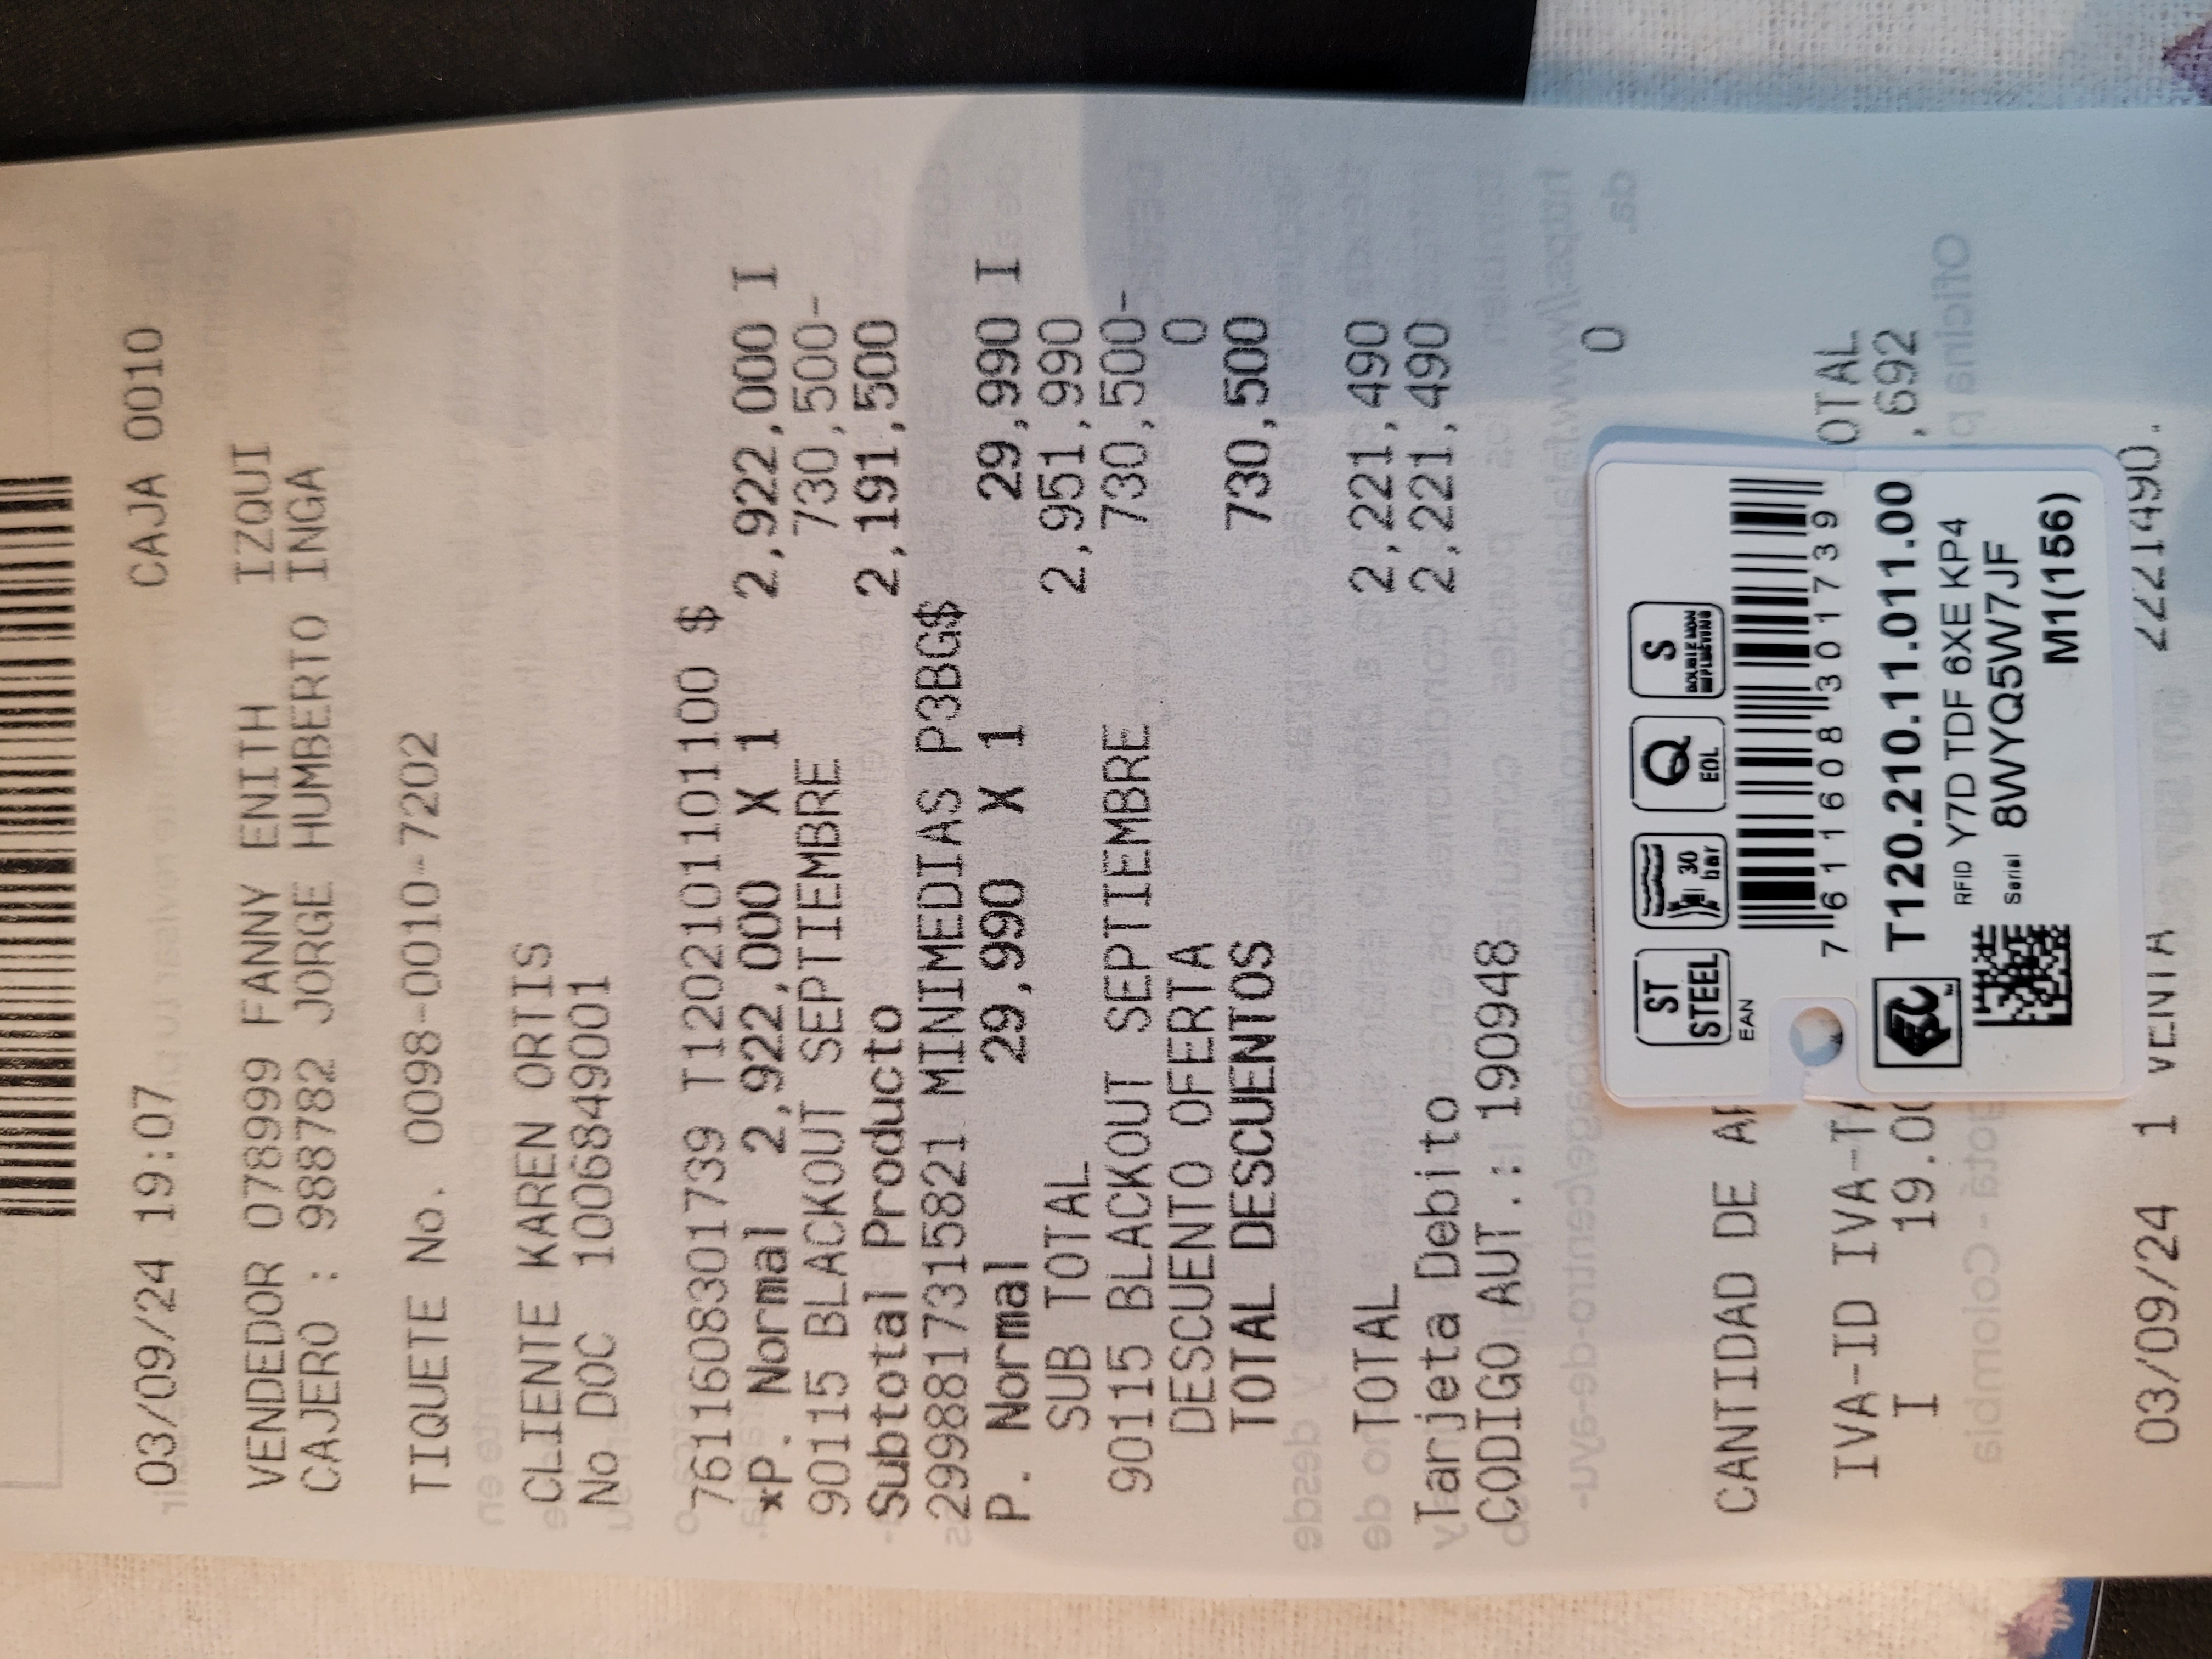 03/09/24 19:07 CAJA 0010
VENDEDOR 078999 FANNY ENITH IZQUI
CAJERO : 988782 JORGE HUMBERTO INGA
TIQUETE No. 0098-0010-7202
CLIENTE KAREN ORTIS
No DOC 1006849001
7611608301739 T1202101101100 $
*P. Normal 2,922,000 X 1 2,922,000 I
90115 BLACKOUT SEPTIEMBRE 730,500-
Subtotal Producto 2,191,500
2998817315821 MINIMEDIAS P3BG$
P. Normal 29,990 X 1 29,990 I
SUB TOTAL 2,951,990
90115 BLACKOUT SEPTIEMBRE 730,500-
DESCUENTO OFERTA 0
TOTAL DESCUENTOS 730,500
TOTAL 2,221,490
Tarjeta Debito 2,221,490
CODIGO AUT.: 190948
0
CANTIDAD DE
IVA-ID IVA-TA OTAL
I 19.00 ,692
03/09/24 1 VENTA 2221490.
ST
STEEL
30
bar
Q
EOL
S
EAN
7 611608 301739
T120.210.11.011.00
RFID Y7D TDF 6XE KP4
Serial 8WYQ5W7JF
M1(156)